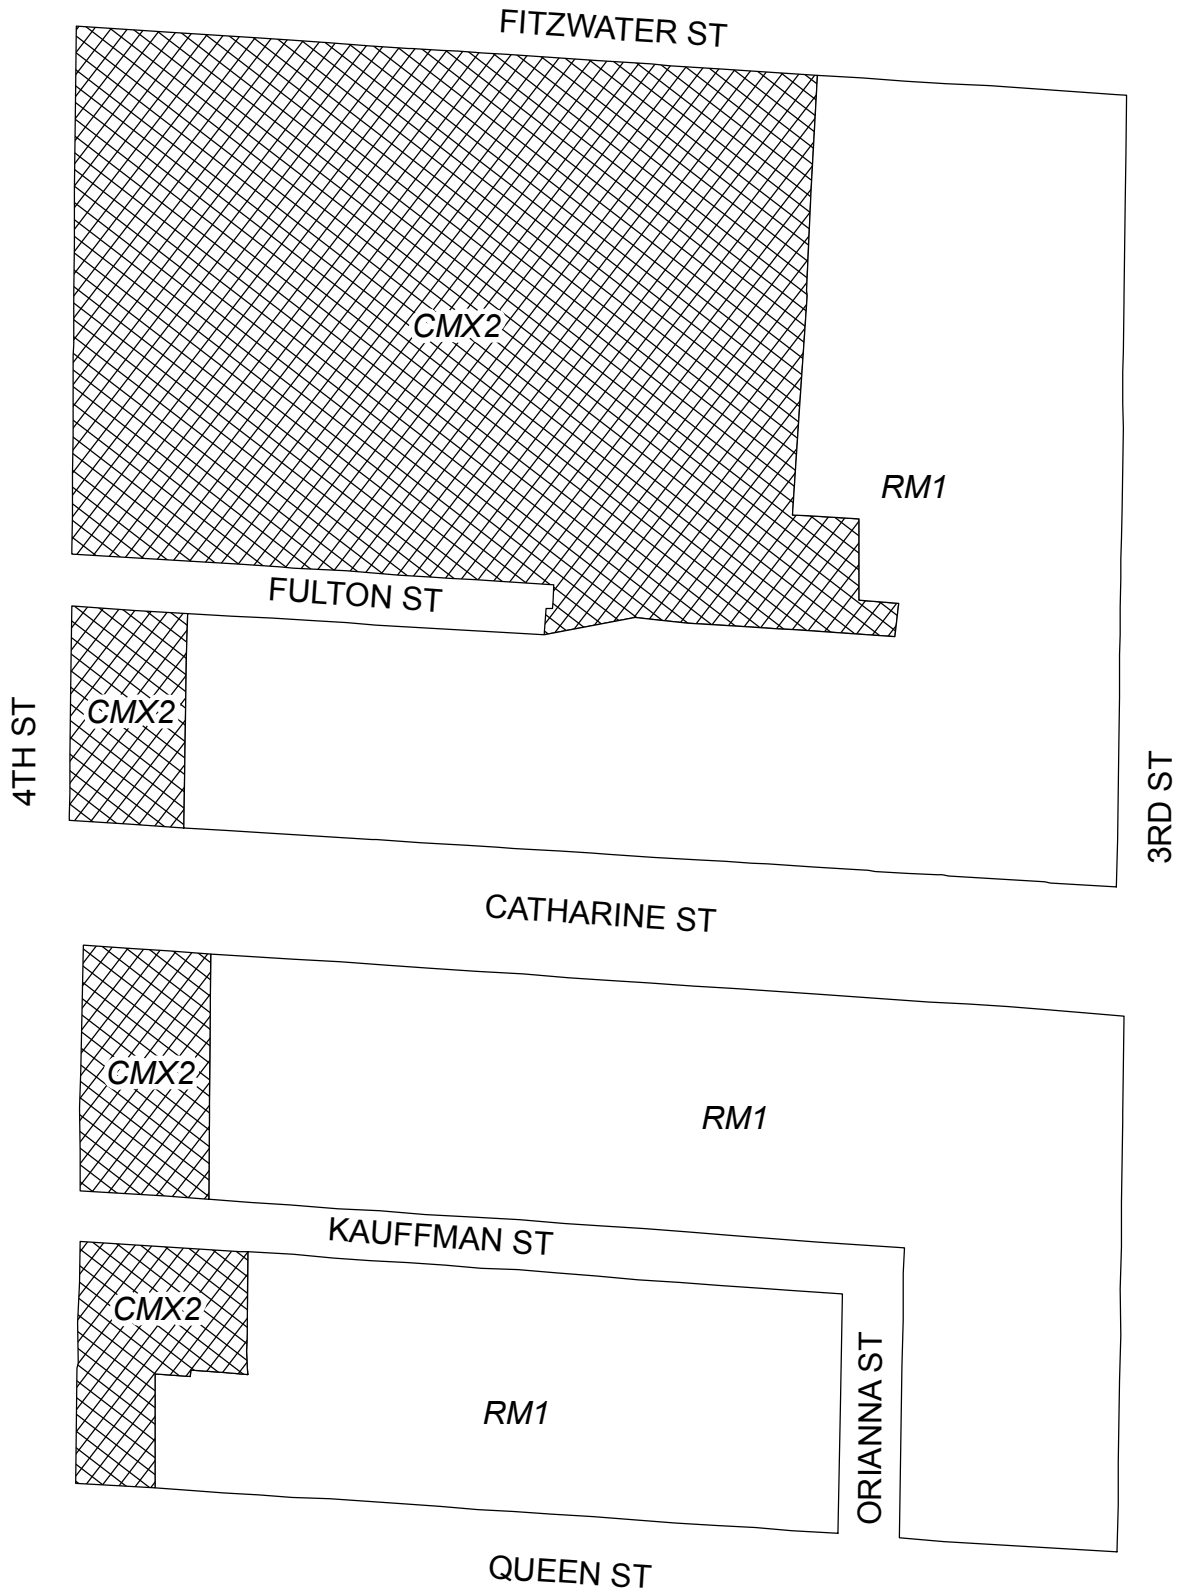 FITZWATER ST
CMX2
RM1
FULTON ST
CMX2
4TH ST
3RD ST
CATHARINE ST
CMX2
RM1
KAUFFMAN ST
CMX2
ORIANNA ST
RM1
QUEEN ST